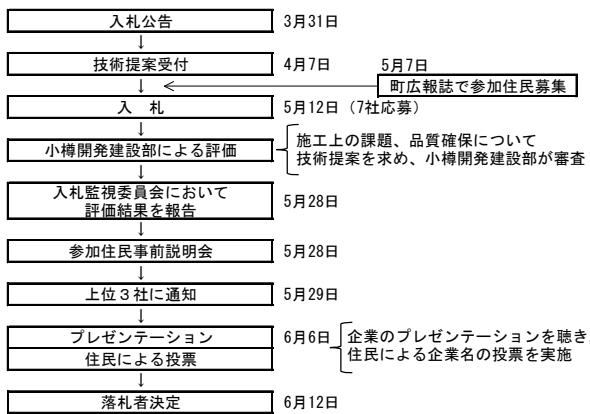 入札公告 3月31日
↓
技術提案受付 4月7日 5月7日
↓ 町広報誌で参加住民募集
入 札 5月12日（7社応募）
↓
小樽開発建設部による評価
施工上の課題、品質確保について
技術提案を求め、小樽開発建設部が審査
↓
入札監視委員会において
評価結果を報告
5月28日
↓
参加住民事前説明会 5月28日
↓
上位３社に通知 5月29日
↓
プレゼンテーション 6月6日
住民による投票
企業のプレゼンテーションを聴き、
住民による企業名の投票を実施
↓
落札者決定 6月12日